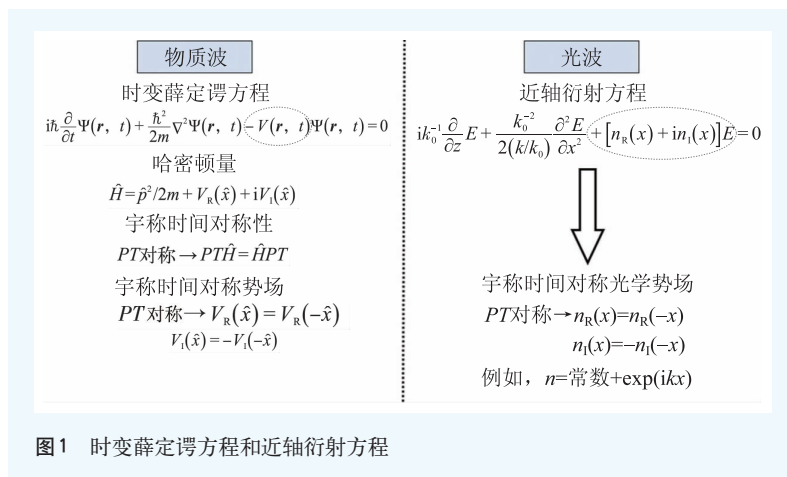 物质波
时变薛定谔方程
iħ ∂/∂t Ψ(r, t) + ħ²/2m ∇²Ψ(r, t) − V(r, t)Ψ(r, t) = 0
哈密顿量
Ĥ = p̂²/2m + V_R(x̂) + iV_I(x̂)
宇称时间对称性
PT对称→PTĤ=ĤPT
宇称时间对称势场
PT对称→V_R(x̂)=V_R(−x̂)
V_I(x̂)=−V_I(−x̂)
光波
近轴衍射方程
ik₀⁻¹ ∂/∂z E + k₀⁻²/2(k/k₀) ∂²E/∂x² + [n_R(x)+in_I(x)]E=0
宇称时间对称光学势场
PT对称→n_R(x)=n_R(−x)
n_I(x)=−n_I(−x)
例如，n=常数+exp(ikx)
图1 时变薛定谔方程和近轴衍射方程